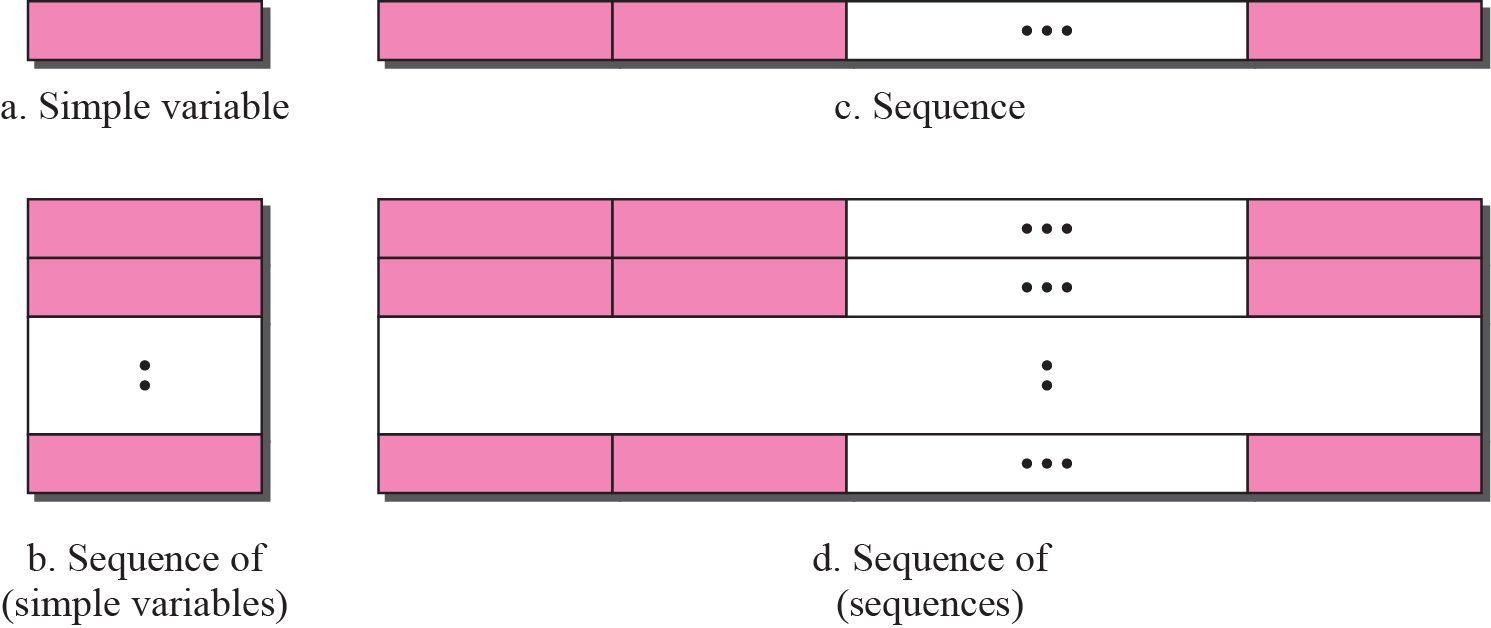 a. Simple variable
c. Sequence
b. Sequence of
(simple variables)
d. Sequence of
(sequences)